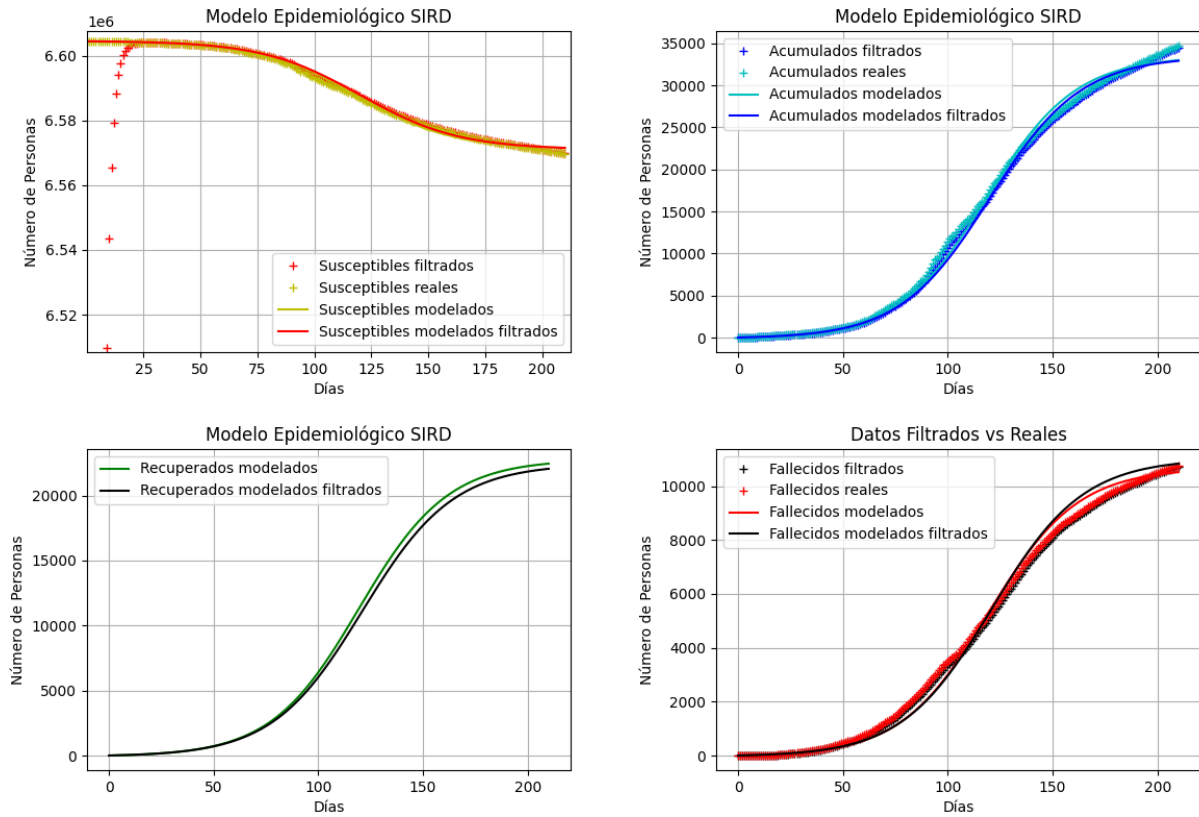 Modelo Epidemiológico SIRD
1e6
6.60
6.58
6.56
6.54
6.52
Número de Personas
Susceptibles filtrados
Susceptibles reales
Susceptibles modelados
Susceptibles modelados filtrados
25 50 75 100 125 150 175 200
Días
Modelo Epidemiológico SIRD
35000
30000
25000
20000
15000
10000
5000
0
Número de Personas
Acumulados filtrados
Acumulados reales
Acumulados modelados
Acumulados modelados filtrados
0 50 100 150 200
Días
Modelo Epidemiológico SIRD
20000
15000
10000
5000
0
Número de Personas
Recuperados modelados
Recuperados modelados filtrados
0 50 100 150 200
Días
Datos Filtrados vs Reales
10000
8000
6000
4000
2000
0
Número de Personas
Fallecidos filtrados
Fallecidos reales
Fallecidos modelados
Fallecidos modelados filtrados
0 50 100 150 200
Días